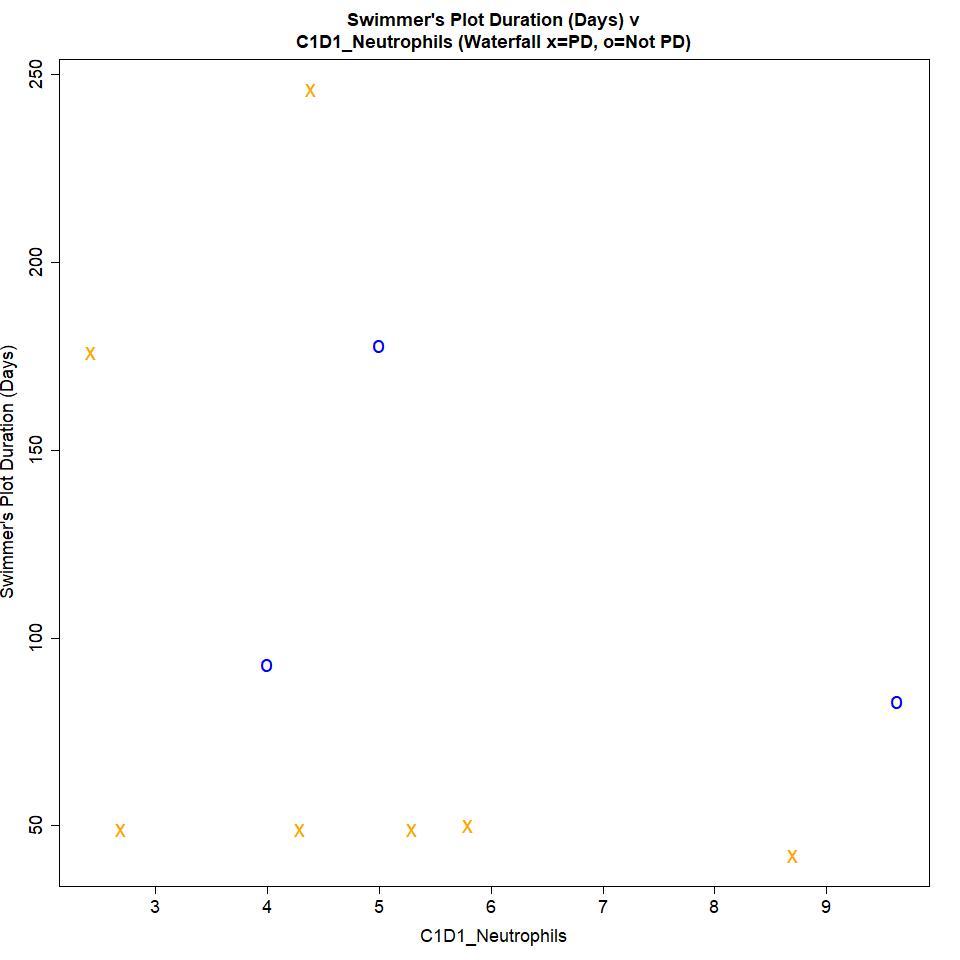 Swimmer's Plot Duration (Days) v
C1D1_Neutrophils (Waterfall x=PD, o=Not PD)
Swimmer's Plot Duration (Days)
250
200
150
100
50
X
X
O
O
O
X
X
X
X
X
3 4 5 6 7 8 9
C1D1_Neutrophils